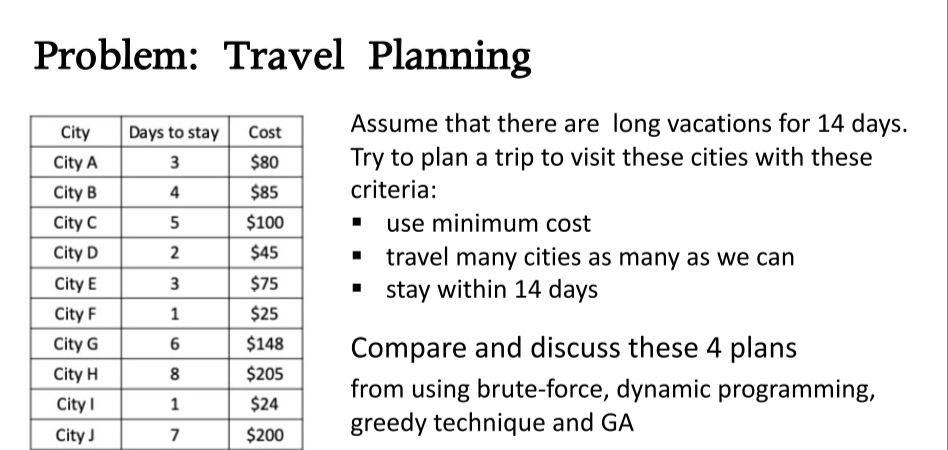 Problem: Travel Planning
City Days to stay Cost
City A 3 $80
City B 4 $85
City C 5 $100
City D 2 $45
City E 3 $75
City F 1 $25
City G 6 $148
City H 8 $205
City I 1 $24
City J 7 $200
Assume that there are long vacations for 14 days.
Try to plan a trip to visit these cities with these
criteria:
▪ use minimum cost
▪ travel many cities as many as we can
▪ stay within 14 days
Compare and discuss these 4 plans
from using brute-force, dynamic programming,
greedy technique and GA